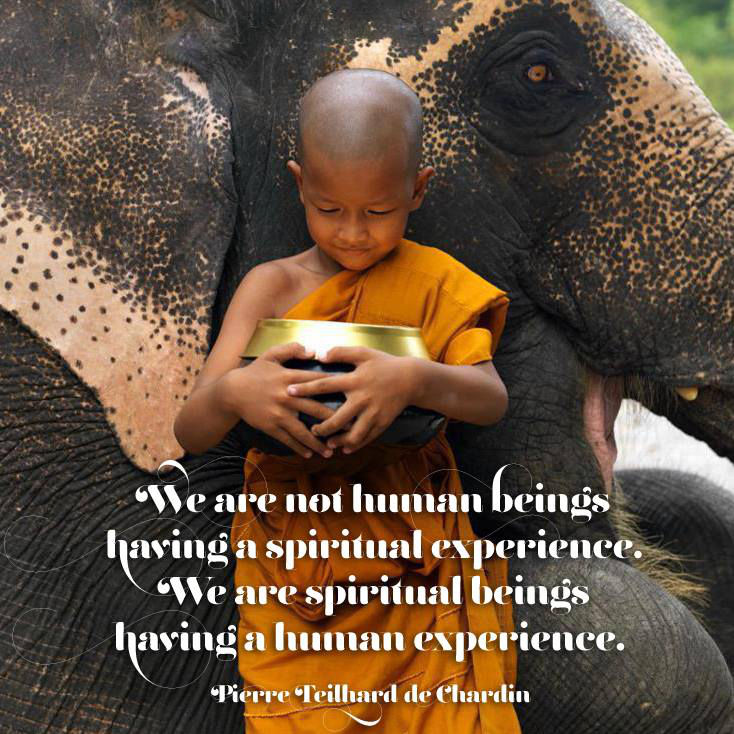 We are not human beings
having a spiritual experience.
We are spiritual beings
having a human experience.
Pierre Teilhard de Chardin